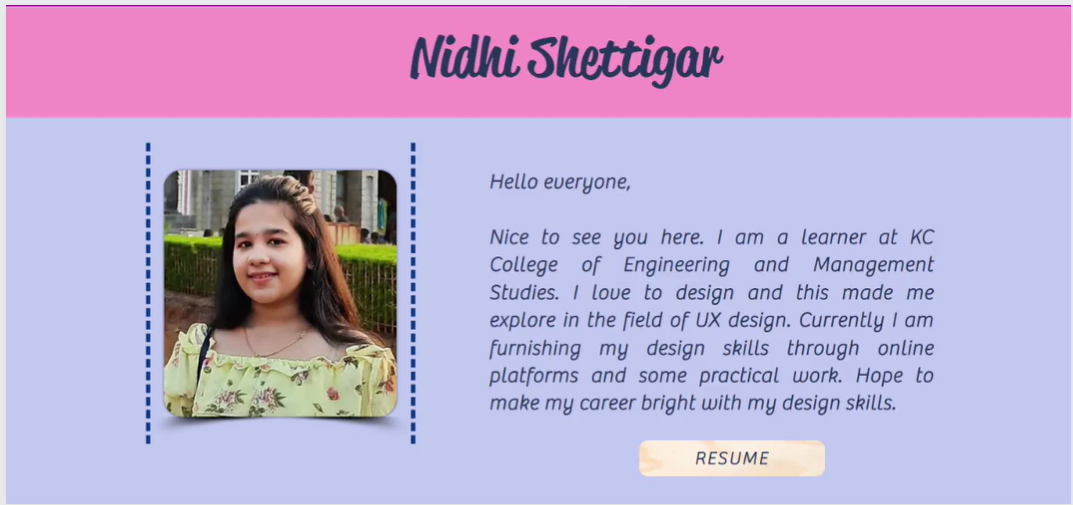 Nidhi Shettigar
Hello everyone,
Nice to see you here. I am a learner at KC
College of Engineering and Management
Studies. I love to design and this made me
explore in the field of UX design. Currently I am
furnishing my design skills through online
platforms and some practical work. Hope to
make my career bright with my design skills.
RESUME